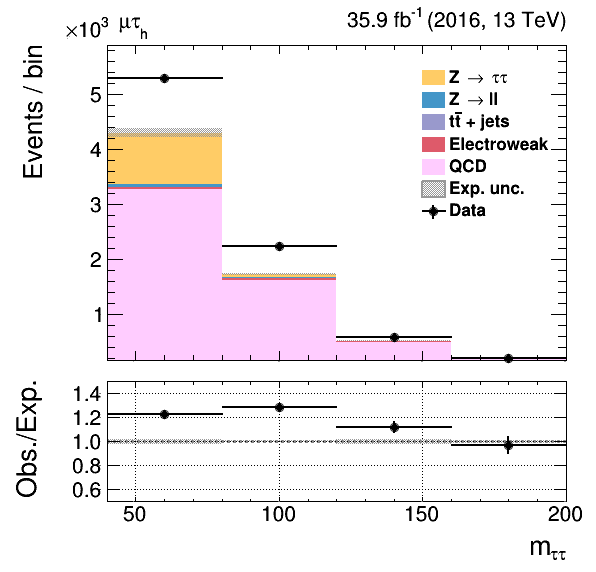 ×10³ μτₕ 35.9 fb⁻¹ (2016, 13 TeV)
Events / bin
5
4
3
2
1
Z → ττ
Z → ll
tt̄ + jets
Electroweak
QCD
Exp. unc.
Data
Obs./Exp.
1.4
1.2
1.0
0.8
0.6
50 100 150 200
m_ττ